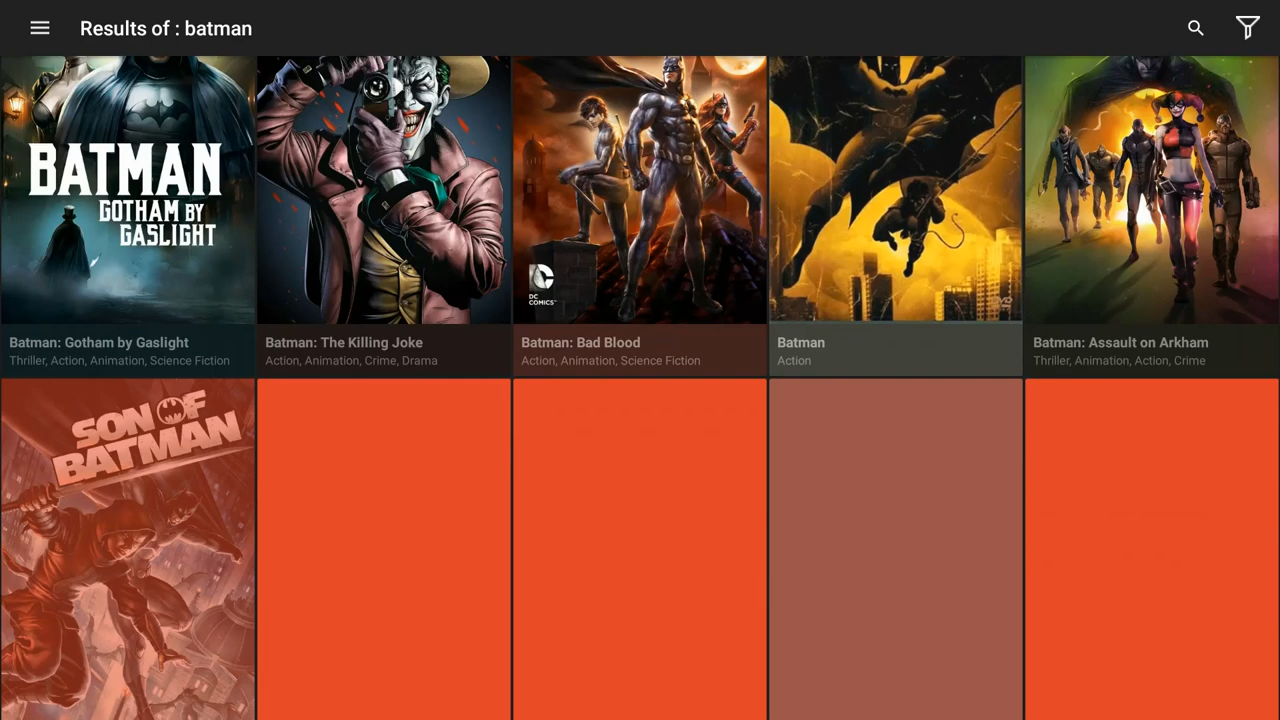 Results of : batman
BATMAN
GOTHAM BY
GASLIGHT
DC
COMICS™
DVD
Batman: Gotham by Gaslight
Thriller, Action, Animation, Science Fiction
Batman: The Killing Joke
Action, Animation, Crime, Drama
Batman: Bad Blood
Action, Animation, Science Fiction
Batman
Action
Batman: Assault on Arkham
Thriller, Animation, Action, Crime
SON OF
BATMAN